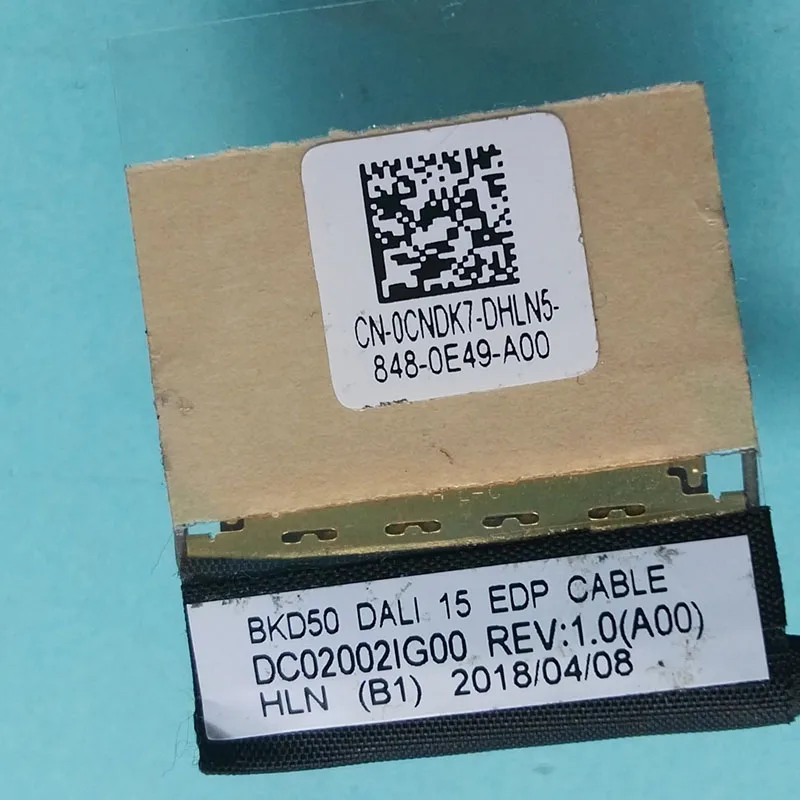 CN-0CNDK7-DHLN5-
848-0E49-A00
BKD50 DALI 15 EDP CABLE
DC02002IG00 REV:1.0(A00)
HLN (B1) 2018/04/08